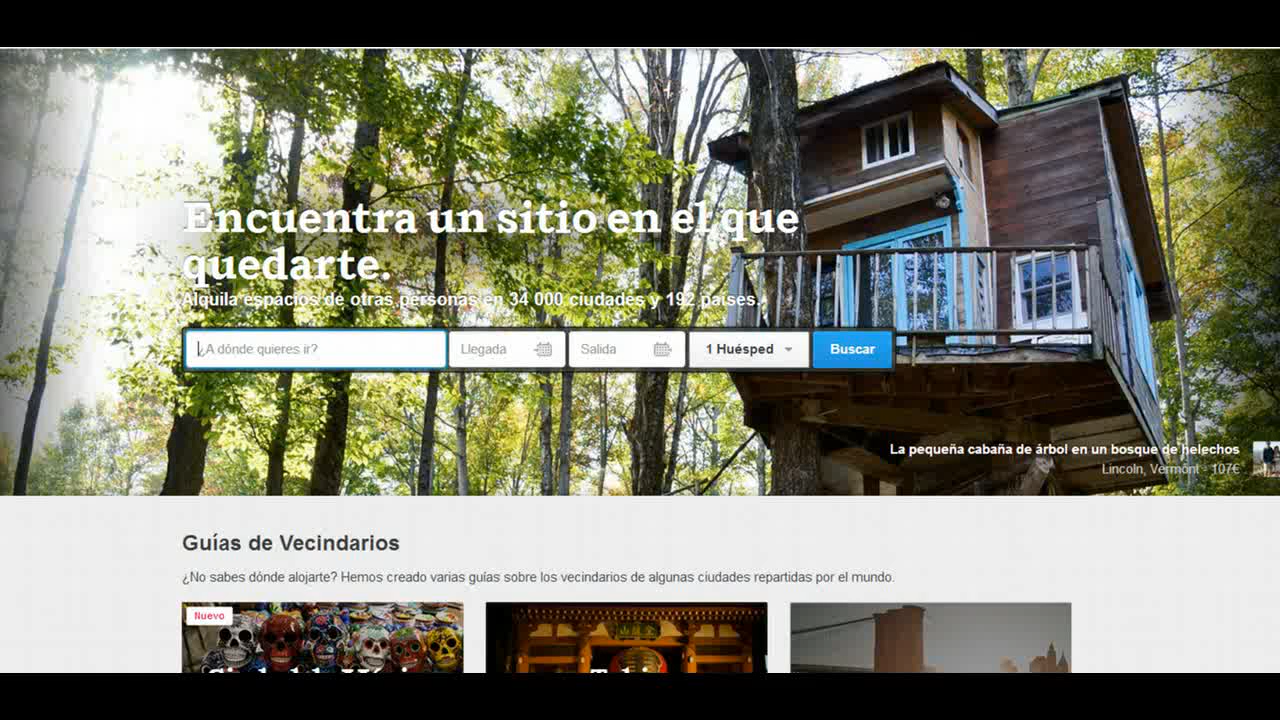 Encuentra un sitio en el que
quedarte.
Alquila espacios de otras personas en 34 000 ciudades y 192 países.
¿A dónde quieres ir?
Llegada
Salida
1 Huésped
Buscar
La pequeña cabaña de árbol en un bosque de helechos
Lincoln, Vermont - 107€
Guías de Vecindarios
¿No sabes dónde alojarte? Hemos creado varias guías sobre los vecindarios de algunas ciudades repartidas por el mundo.
Nuevo